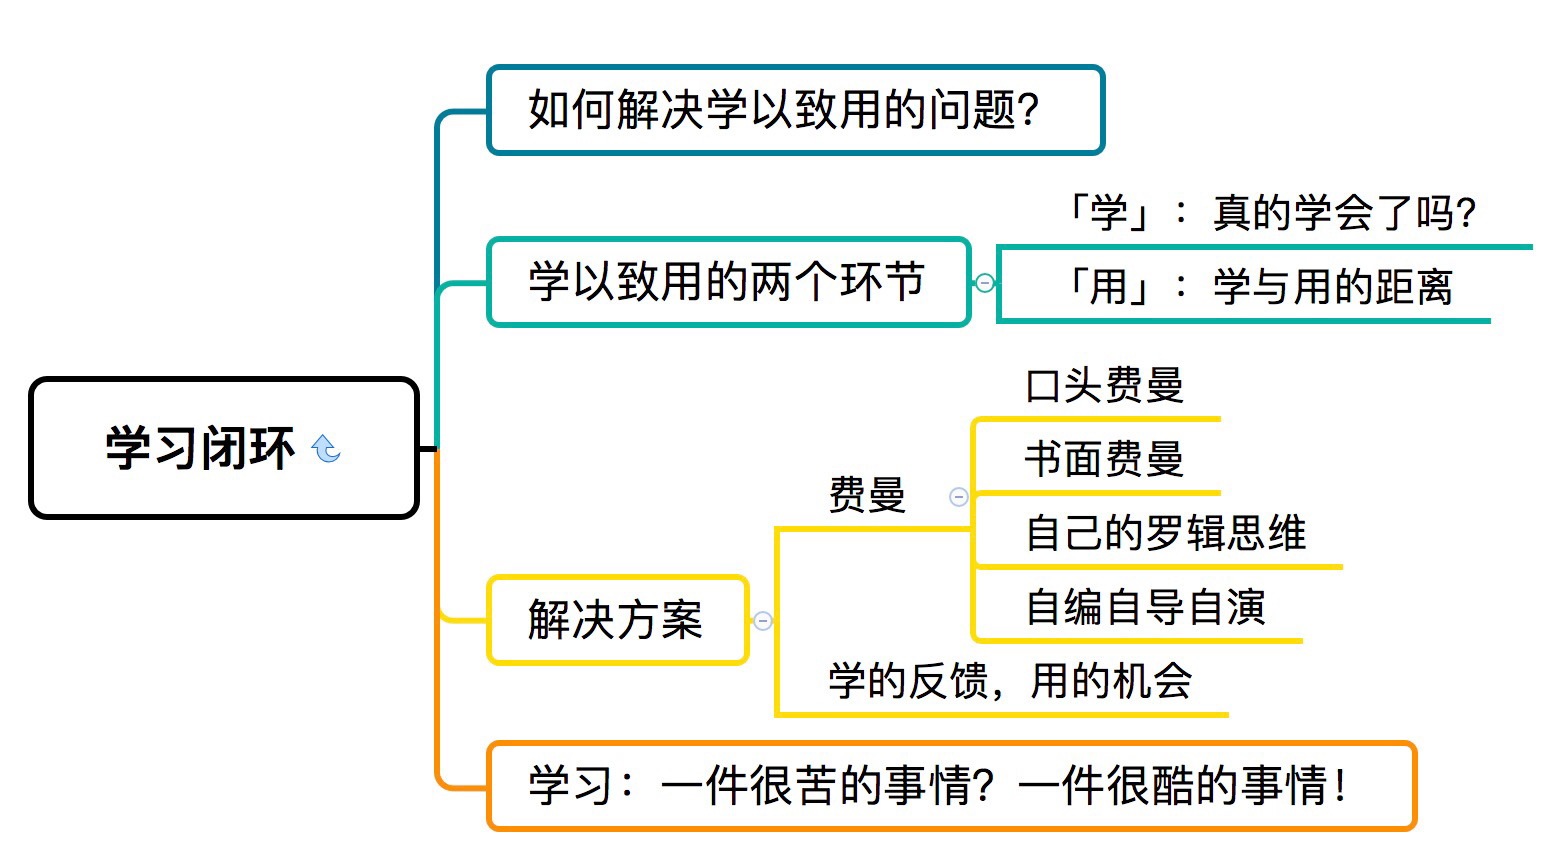 如何解决学以致用的问题?
学以致用的两个环节
「学」：真的学会了吗?
「用」：学与用的距离
学习闭环
解决方案
费曼
口头费曼
书面费曼
自己的罗辑思维
自编自导自演
学的反馈，用的机会
学习：一件很苦的事情？一件很酷的事情！